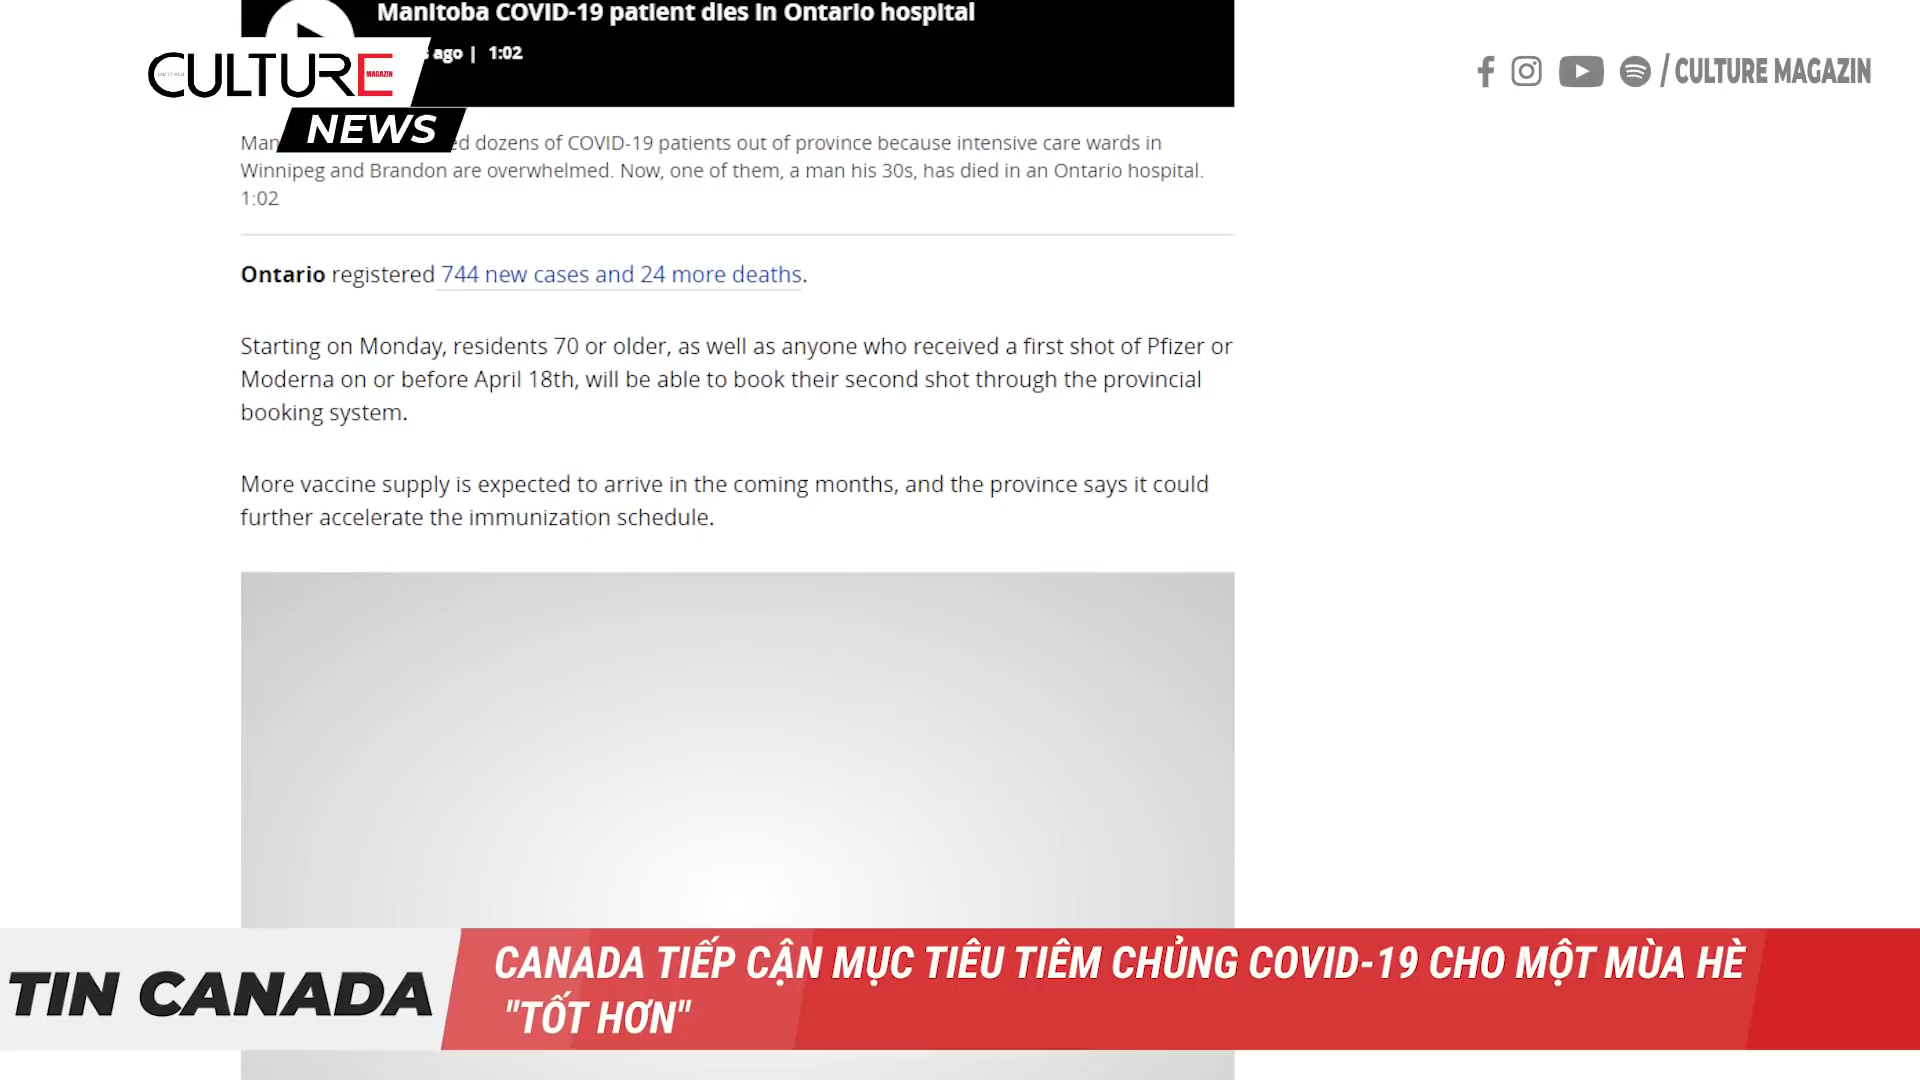 Manitoba COVID-19 patient dies in Ontario hospital
ago | 1:02
CULTURE
MAGAZIN
NEWS
/ CULTURE MAGAZIN
Man ed dozens of COVID-19 patients out of province because intensive care wards in
Winnipeg and Brandon are overwhelmed. Now, one of them, a man his 30s, has died in an Ontario hospital.
1:02
Ontario registered 744 new cases and 24 more deaths.
Starting on Monday, residents 70 or older, as well as anyone who received a first shot of Pfizer or
Moderna on or before April 18th, will be able to book their second shot through the provincial
booking system.
More vaccine supply is expected to arrive in the coming months, and the province says it could
further accelerate the immunization schedule.
TIN CANADA
CANADA TIẾP CẬN MỤC TIÊU TIÊM CHỦNG COVID-19 CHO MỘT MÙA HÈ
"TỐT HƠN"